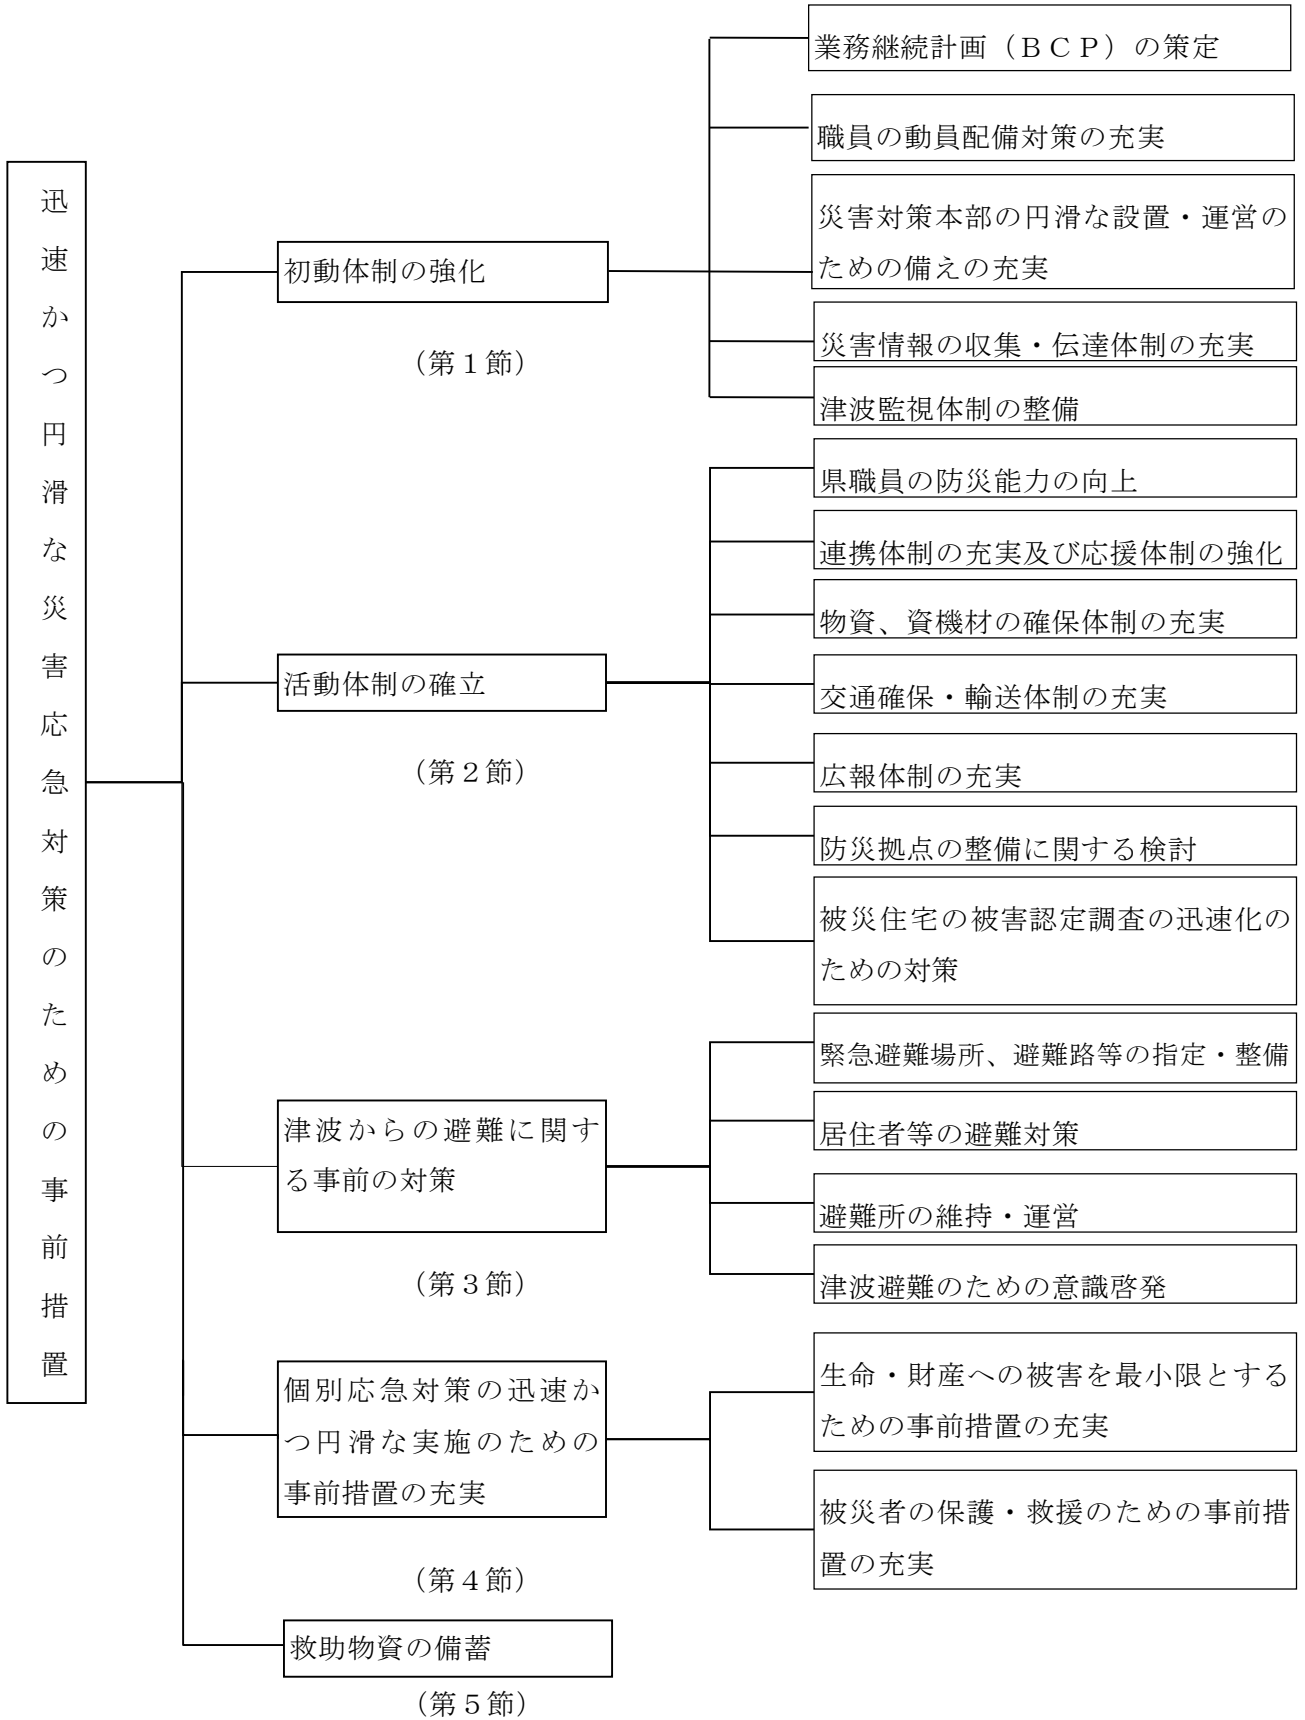 迅速かつ円滑な災害応急対策のための事前措置
初動体制の強化
(第1節)
業務継続計画(BCP)の策定
職員の動員配備対策の充実
災害対策本部の円滑な設置・運営の
ための備えの充実
災害情報の収集・伝達体制の充実
津波監視体制の整備
活動体制の確立
(第2節)
県職員の防災能力の向上
連携体制の充実及び応援体制の強化
物資、資機材の確保体制の充実
交通確保・輸送体制の充実
広報体制の充実
防災拠点の整備に関する検討
被災住宅の被害認定調査の迅速化の
ための対策
津波からの避難に関す
る事前の対策
(第3節)
緊急避難場所、避難路等の指定・整備
居住者等の避難対策
避難所の維持・運営
津波避難のための意識啓発
個別応急対策の迅速か
つ円滑な実施のための
事前措置の充実
(第4節)
生命・財産への被害を最小限とする
ための事前措置の充実
被災者の保護・救援のための事前措
置の充実
救助物資の備蓄
(第5節)